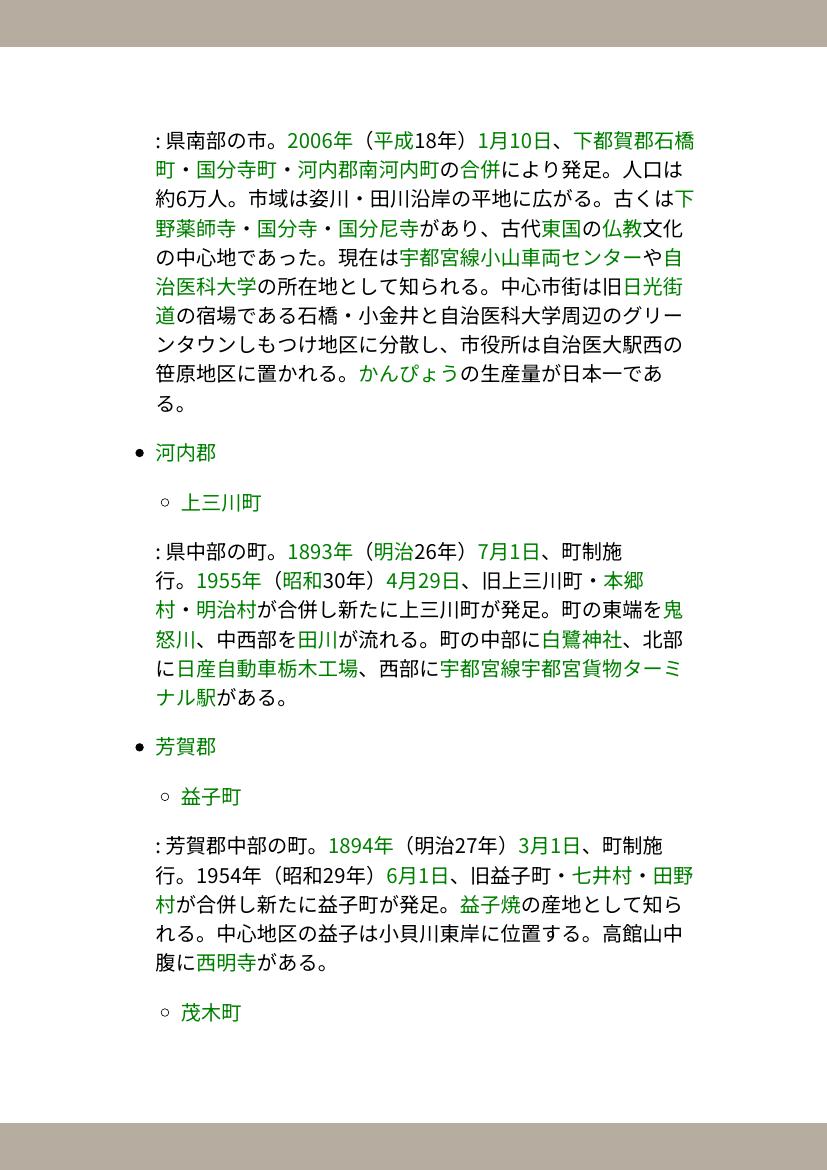 : 県南部の市。2006年（平成18年）1月10日、下都賀郡石橋
町・国分寺町・河内郡南河内町の合併により発足。人口は
約6万人。市域は姿川・田川沿岸の平地に広がる。古くは下
野薬師寺・国分寺・国分尼寺があり、古代東国の仏教文化
の中心地であった。現在は宇都宮線小山車両センターや自
治医科大学の所在地として知られる。中心市街は旧日光街
道の宿場である石橋・小金井と自治医科大学周辺のグリー
ンタウンしもつけ地区に分散し、市役所は自治医大駅西の
笹原地区に置かれる。かんぴょうの生産量が日本一であ
る。
• 河内郡
◦ 上三川町
: 県中部の町。1893年（明治26年）7月1日、町制施
行。1955年（昭和30年）4月29日、旧上三川町・本郷
村・明治村が合併し新たに上三川町が発足。町の東端を鬼
怒川、中西部を田川が流れる。町の中部に白鷺神社、北部
に日産自動車栃木工場、西部に宇都宮線宇都宮貨物ターミ
ナル駅がある。
• 芳賀郡
◦ 益子町
: 芳賀郡中部の町。1894年（明治27年）3月1日、町制施
行。1954年（昭和29年）6月1日、旧益子町・七井村・田野
村が合併し新たに益子町が発足。益子焼の産地として知ら
れる。中心地区の益子は小貝川東岸に位置する。高館山中
腹に西明寺がある。
◦ 茂木町